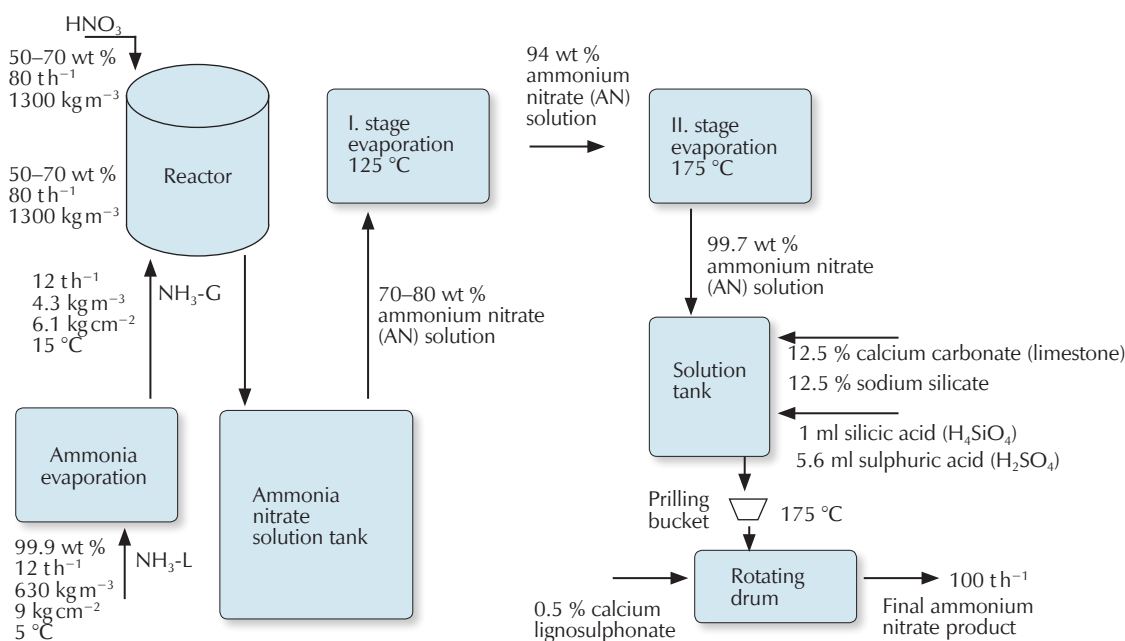 HNO₃
50–70 wt %
80 t h⁻¹
1300 kg m⁻³
Reactor
50–70 wt %
80 t h⁻¹
1300 kg m⁻³
12 t h⁻¹
4.3 kg m⁻³
6.1 kg cm⁻²
15 °C
NH₃-G
Ammonia
evaporation
99.9 wt %
12 t h⁻¹
630 kg m⁻³
9 kg cm⁻²
5 °C
NH₃-L
Ammonia
nitrate
solution tank
70–80 wt %
ammonium nitrate
(AN) solution
I. stage
evaporation
125 °C
94 wt %
ammonium
nitrate (AN)
solution
II. stage
evaporation
175 °C
99.7 wt %
ammonium nitrate
(AN) solution
Solution
tank
12.5 % calcium carbonate (limestone)
12.5 % sodium silicate
1 ml silicic acid (H₄SiO₄)
5.6 ml sulphuric acid (H₂SO₄)
Prilling
bucket
175 °C
0.5 % calcium
lignosulphonate
Rotating
drum
100 t h⁻¹
Final ammonium
nitrate product